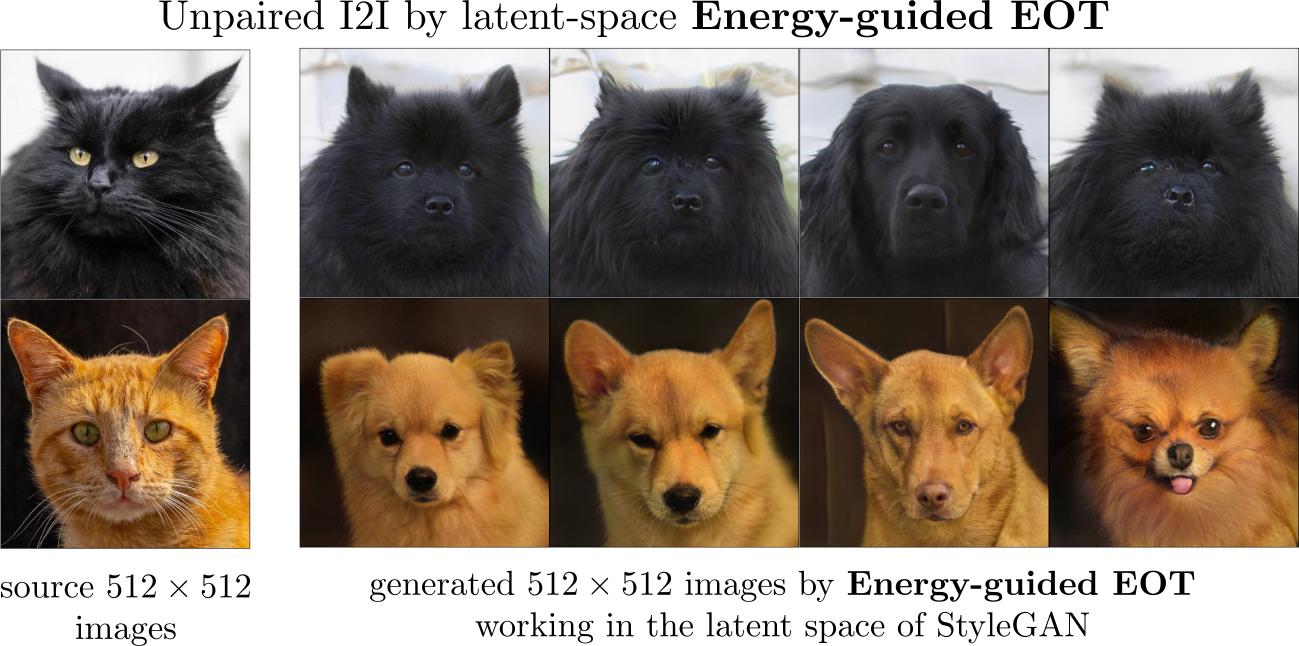 Unpaired I2I by latent-space Energy-guided EOT
source 512 × 512
images
generated 512 × 512 images by Energy-guided EOT
working in the latent space of StyleGAN